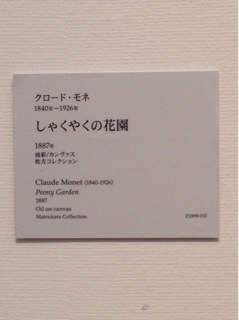 クロード・モネ
1840年－1926年
しゃくやくの花園
1887年
油彩/カンヴァス
松方コレクション
Claude Monet (1840-1926)
Peony Garden
1887
Oil on canvas
Matsukata Collection
P.1959-151